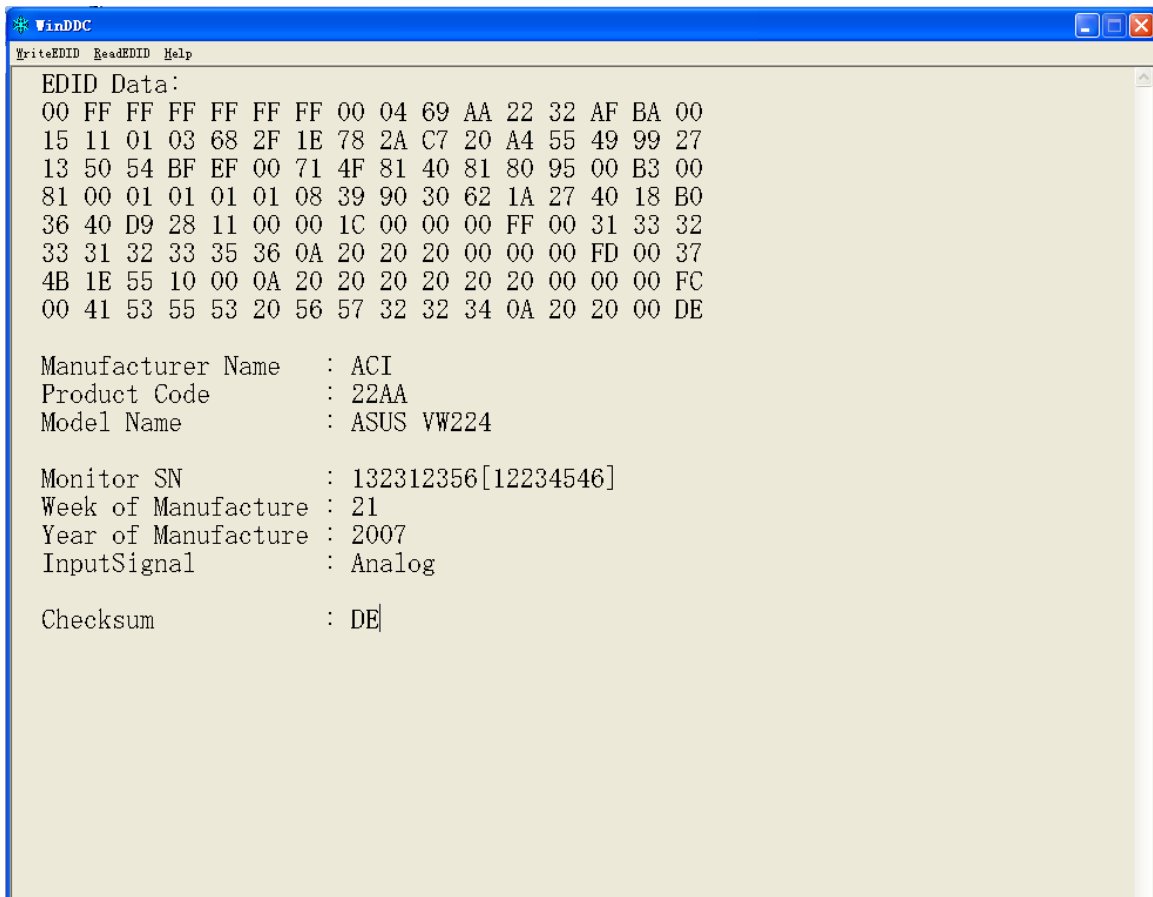 WinDDC
WriteEDID ReadEDID Help
EDID Data:
00 FF FF FF FF FF FF 00 04 69 AA 22 32 AF BA 00
15 11 01 03 68 2F 1E 78 2A C7 20 A4 55 49 99 27
13 50 54 BF EF 00 71 4F 81 40 81 80 95 00 B3 00
81 00 01 01 01 01 08 39 90 30 62 1A 27 40 18 B0
36 40 D9 28 11 00 00 1C 00 00 00 FF 00 31 33 32
33 31 32 33 35 36 0A 20 20 20 00 00 00 FD 00 37
4B 1E 55 10 00 0A 20 20 20 20 20 20 00 00 00 FC
00 41 53 55 53 20 56 57 32 32 34 0A 20 20 00 DE
Manufacturer Name : ACI
Product Code : 22AA
Model Name : ASUS VW224
Monitor SN : 132312356[12234546]
Week of Manufacture : 21
Year of Manufacture : 2007
InputSignal : Analog
Checksum : DE